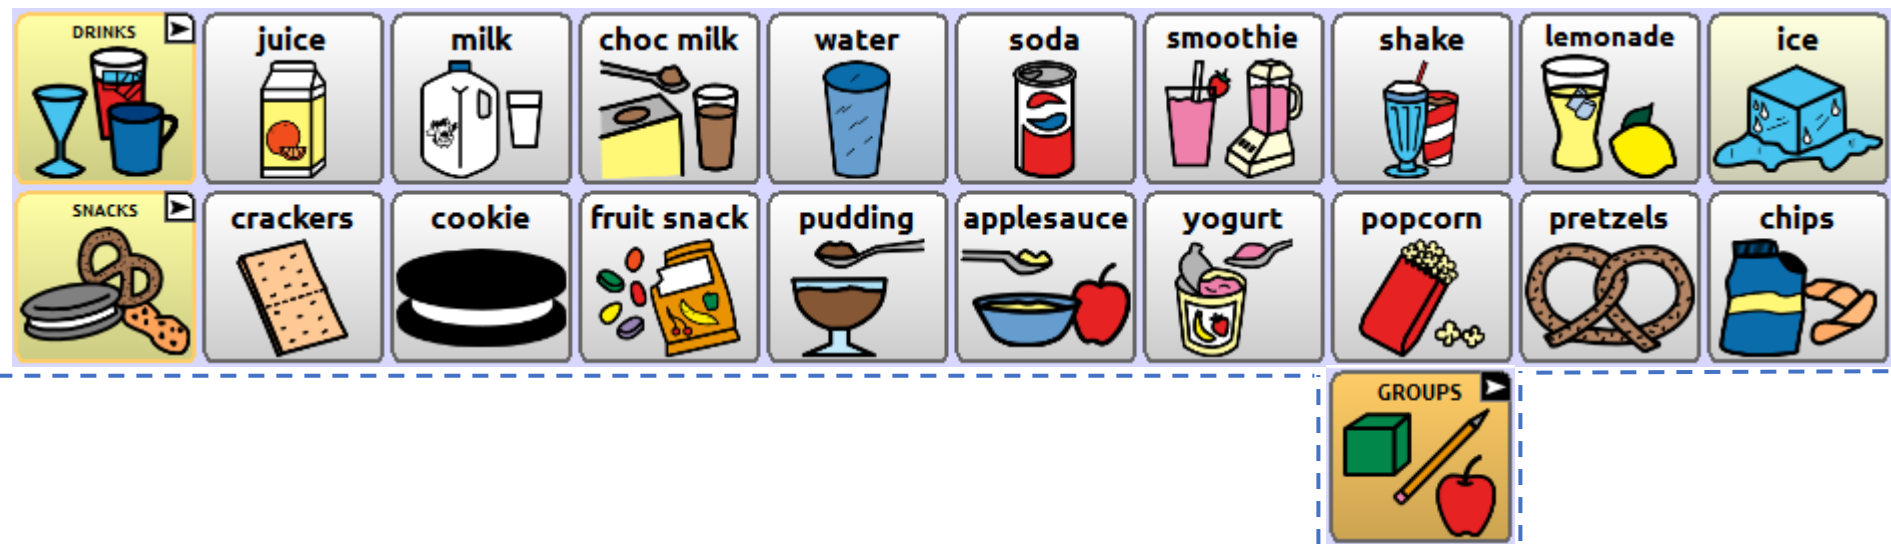 DRINKS
juice
milk
choc milk
water
soda
smoothie
shake
lemonade
ice
SNACKS
crackers
cookie
fruit snack
pudding
applesauce
yogurt
popcorn
pretzels
chips
GROUPS